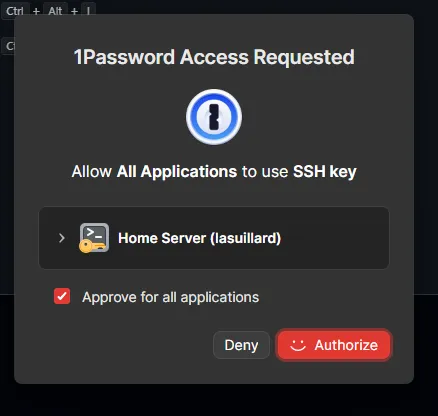 Ctrl + Alt + I
1Password Access Requested
Allow All Applications to use SSH key
Home Server (lasuillard)
Approve for all applications
Deny
Authorize